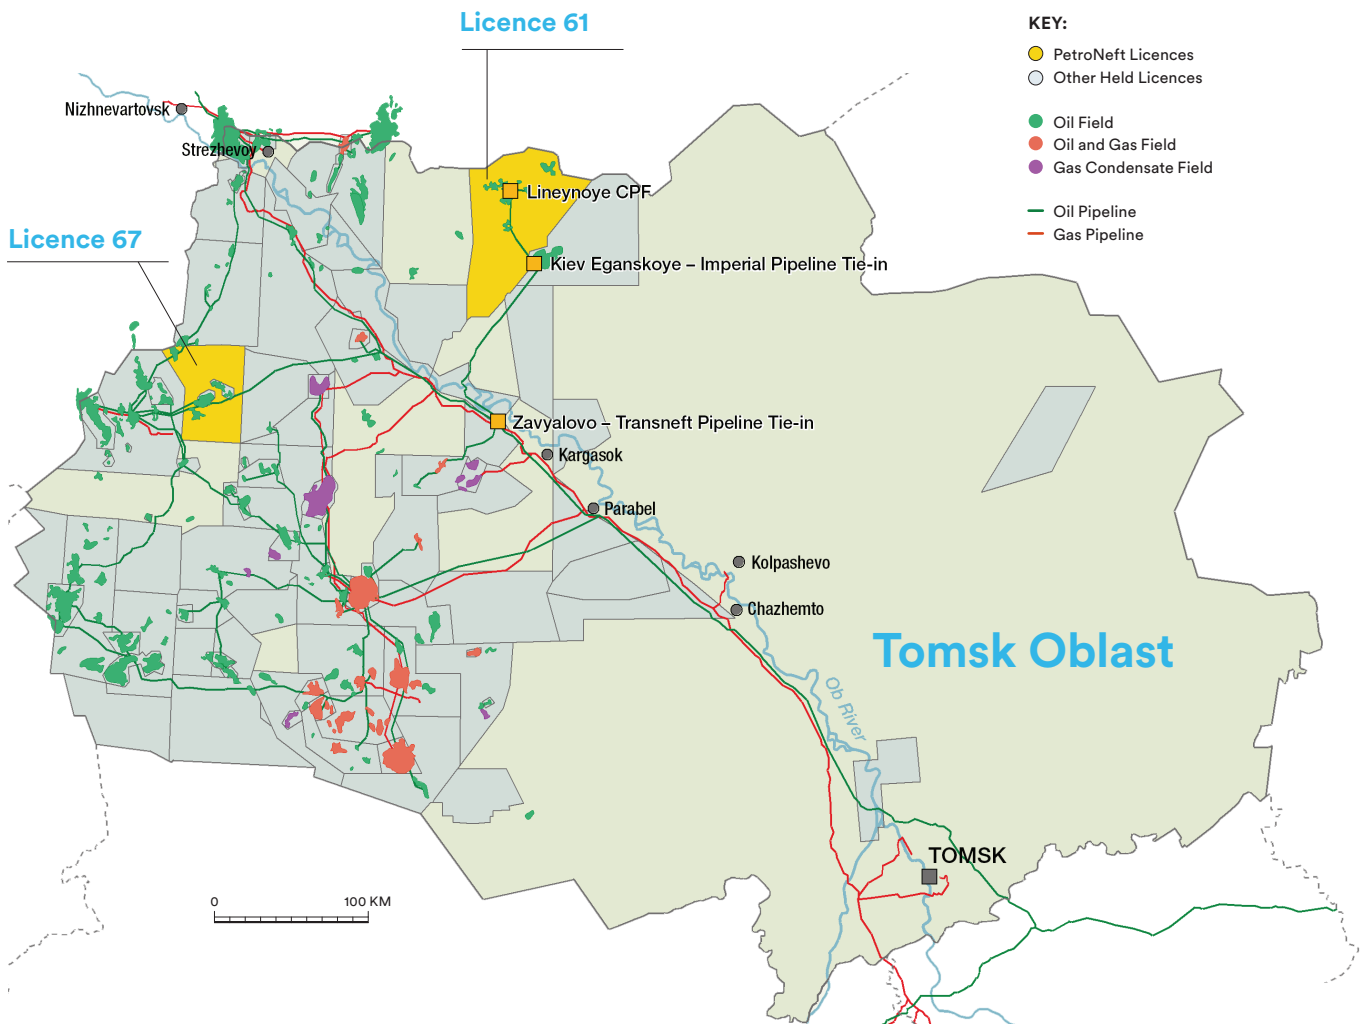 Licence 61
KEY:
PetroNeft Licences
Other Held Licences
Oil Field
Oil and Gas Field
Gas Condensate Field
Oil Pipeline
Gas Pipeline
Nizhnevartovsk
Strezhevoy
Lineynoye CPF
Licence 67
Kiev Eganskoye – Imperial Pipeline Tie-in
Zavyalovo – Transneft Pipeline Tie-in
Kargasok
Parabel
Kolpashevo
Chazhemto
Tomsk Oblast
Ob River
TOMSK
0 100 KM